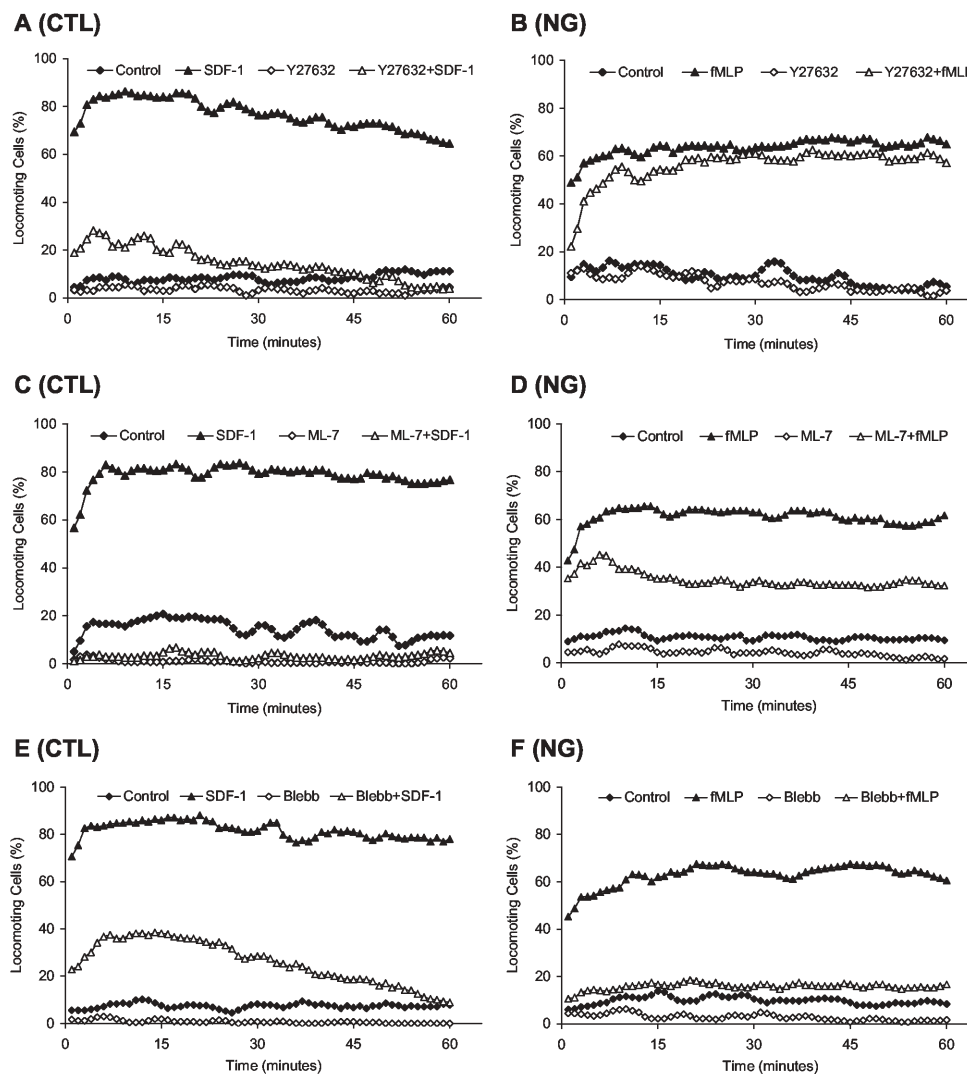 A (CTL)
Control SDF-1 Y27632 Y27632+SDF-1
Locomoting Cells (%)
100
80
60
40
20
0
0 15 30 45 60
Time (minutes)
B (NG)
Control fMLP Y27632 Y27632+fMLP
Locomoting Cells (%)
100
80
60
40
20
0
0 15 30 45 60
Time (minutes)
C (CTL)
Control SDF-1 ML-7 ML-7+SDF-1
Locomoting Cells (%)
100
80
60
40
20
0
0 15 30 45 60
Time (minutes)
D (NG)
Control fMLP ML-7 ML-7+fMLP
Locomoting Cells (%)
100
80
60
40
20
0
0 15 30 45 60
Time (minutes)
E (CTL)
Control SDF-1 Blebb Blebb+SDF-1
Locomoting Cells (%)
100
80
60
40
20
0
0 15 30 45 60
Time (minutes)
F (NG)
Control fMLP Blebb Blebb+fMLP
Locomoting Cells (%)
100
80
60
40
20
0
0 15 30 45 60
Time (minutes)